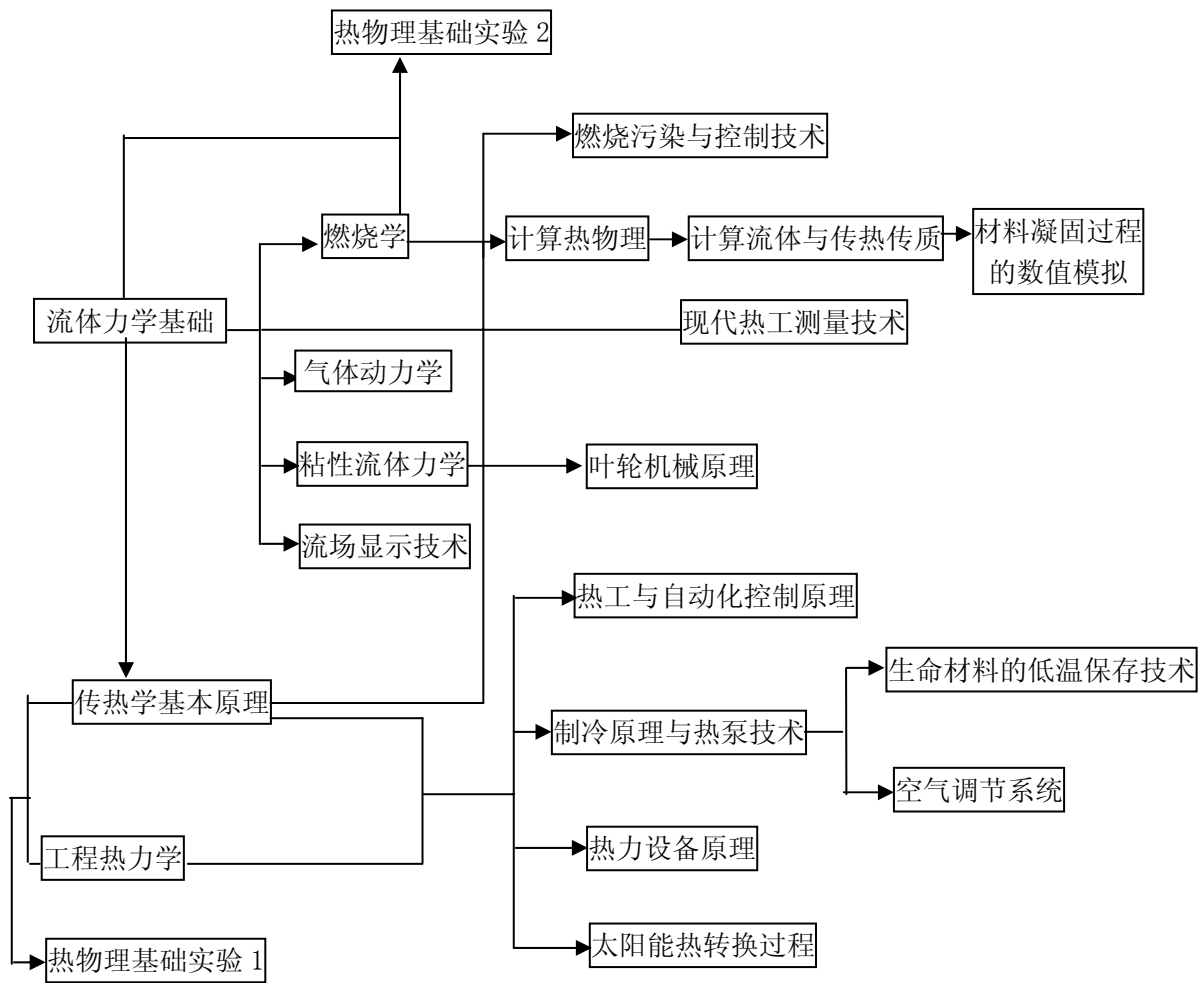 热物理基础实验 2
燃烧污染与控制技术
燃烧学
计算热物理
计算流体与传热传质
材料凝固过程
的数值模拟
流体力学基础
现代热工测量技术
气体动力学
粘性流体力学
叶轮机械原理
流场显示技术
热工与自动化控制原理
生命材料的低温保存技术
传热学基本原理
制冷原理与热泵技术
空气调节系统
工程热力学
热力设备原理
太阳能热转换过程
热物理基础实验 1